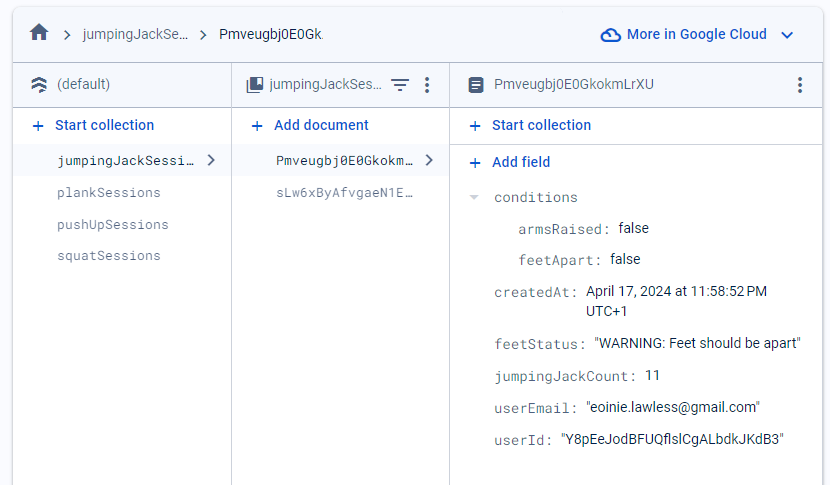 jumpingJackSe... Pmveugbj0E0Gk
More in Google Cloud
(default)
jumpingJackSes...
Pmveugbj0E0GkokmLrXU
+ Start collection
+ Add document
+ Start collection
jumpingJackSessi...
plankSessions
pushUpSessions
squatSessions
Pmveugbj0E0Gkokm...
sLw6xByAfvgaeN1E...
+ Add field
conditions
armsRaised: false
feetApart: false
createdAt: April 17, 2024 at 11:58:52 PM
UTC+1
feetStatus: "WARNING: Feet should be apart"
jumpingJackCount: 11
userEmail: "eoinie.lawless@gmail.com"
userId: "Y8pEeJodBFUQflslCgALbdkJKdB3"